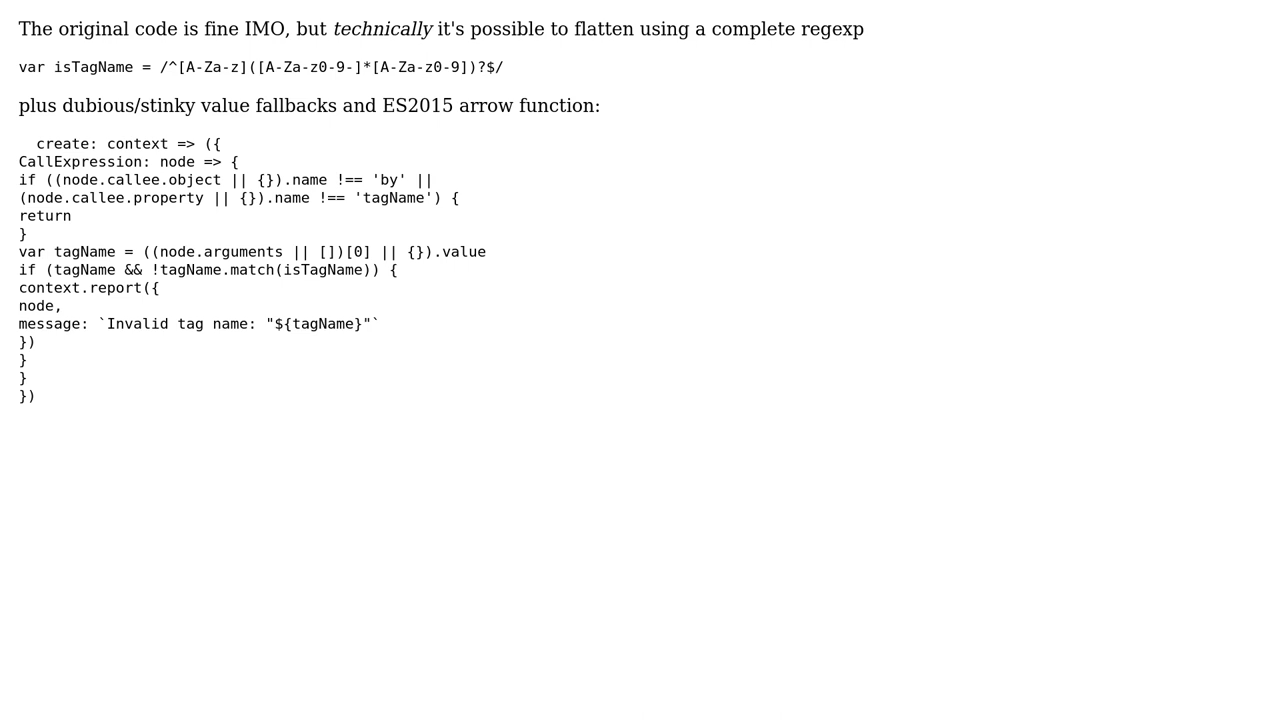 The original code is fine IMO, but technically it's possible to flatten using a complete regexp
var isTagName = /^[A-Za-z]([A-Za-z0-9-]*[A-Za-z0-9])?$/
plus dubious/stinky value fallbacks and ES2015 arrow function:
create: context => ({
CallExpression: node => {
if ((node.callee.object || {}).name !== 'by' ||
(node.callee.property || {}).name !== 'tagName') {
return
}
var tagName = ((node.arguments || [])[0] || {}).value
if (tagName && !tagName.match(isTagName)) {
context.report({
node,
message: `Invalid tag name: "${tagName}"`
})
}
}
})